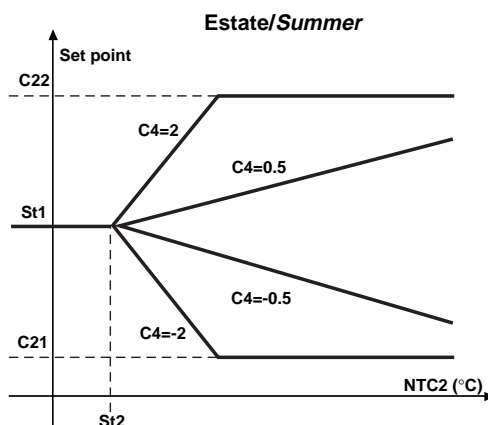 Estate/Summer
Set point
C22
C4=2
C4=0.5
St1
C4=-0.5
C4=-2
C21
NTC2 (°C)
St2